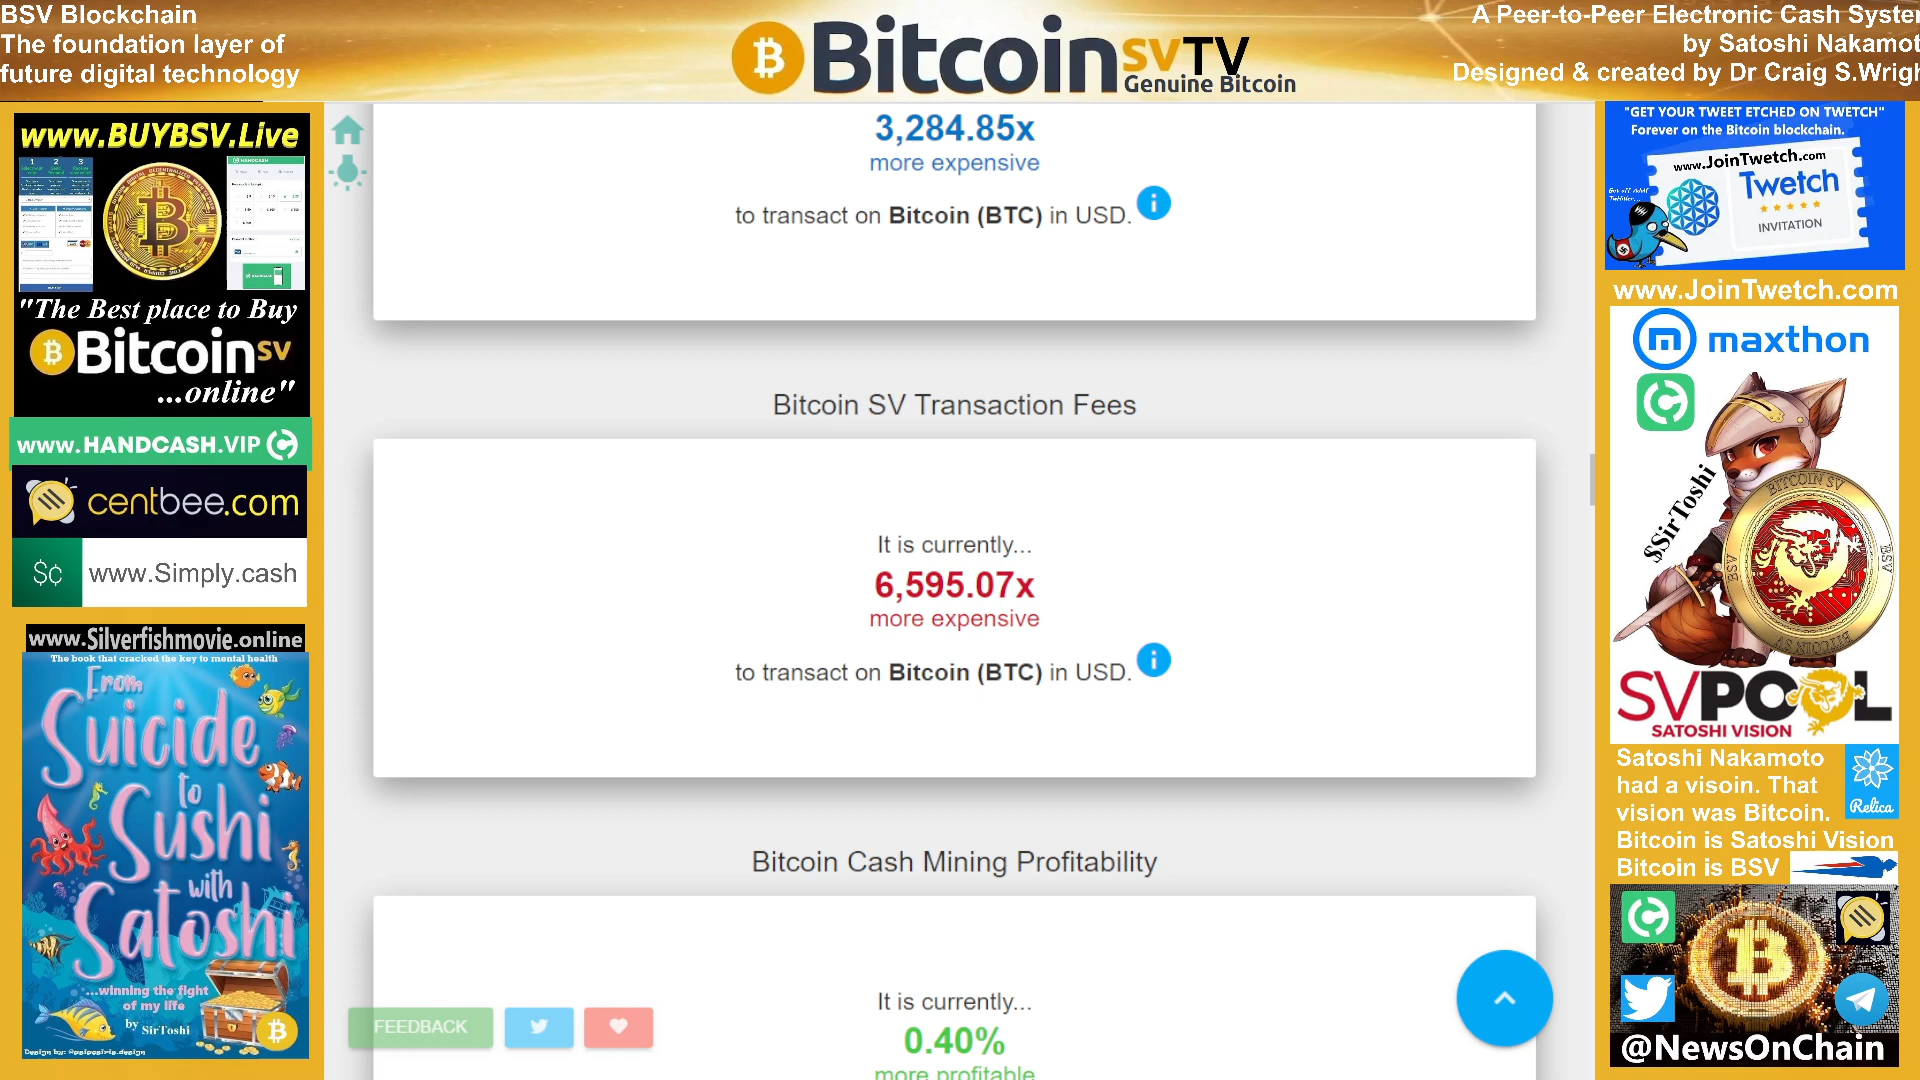 BSV Blockchain
The foundation layer of
future digital technology
Bitcoin SV TV
Genuine Bitcoin
A Peer-to-Peer Electronic Cash System
by Satoshi Nakamot
Designed & created by Dr Craig S.Wrigh
www.BUYBSV.Live
1 2 3
HANDCASH
"The Best place to Buy
Bitcoin SV
...online"
www.HANDCASH.VIP
centbee.com
$c www.Simply.cash
www.Silverfishmovie.online
The book that cracked the key to mental health
From
Suicide
to
Sushi
with
Satoshi
...winning the fight
of my life
by SirToshi
3,284.85x
more expensive
to transact on Bitcoin (BTC) in USD.
Bitcoin SV Transaction Fees
It is currently...
6,595.07x
more expensive
to transact on Bitcoin (BTC) in USD.
Bitcoin Cash Mining Profitability
It is currently...
0.40%
more profitable
FEEDBACK
"GET YOUR TWEET ETCHED ON TWETCH"
Forever on the Bitcoin blockchain.
www.JoinTwetch.com
Twetch
INVITATION
www.JoinTwetch.com
maxthon
$SirToshi
BITCOIN SV
BSV
BSV
BITCOIN SV
SVPOOL
SATOSHI VISION
Satoshi Nakamoto
had a visoin. That
vision was Bitcoin.
Relica
Bitcoin is Satoshi Vision
Bitcoin is BSV
@NewsOnChain